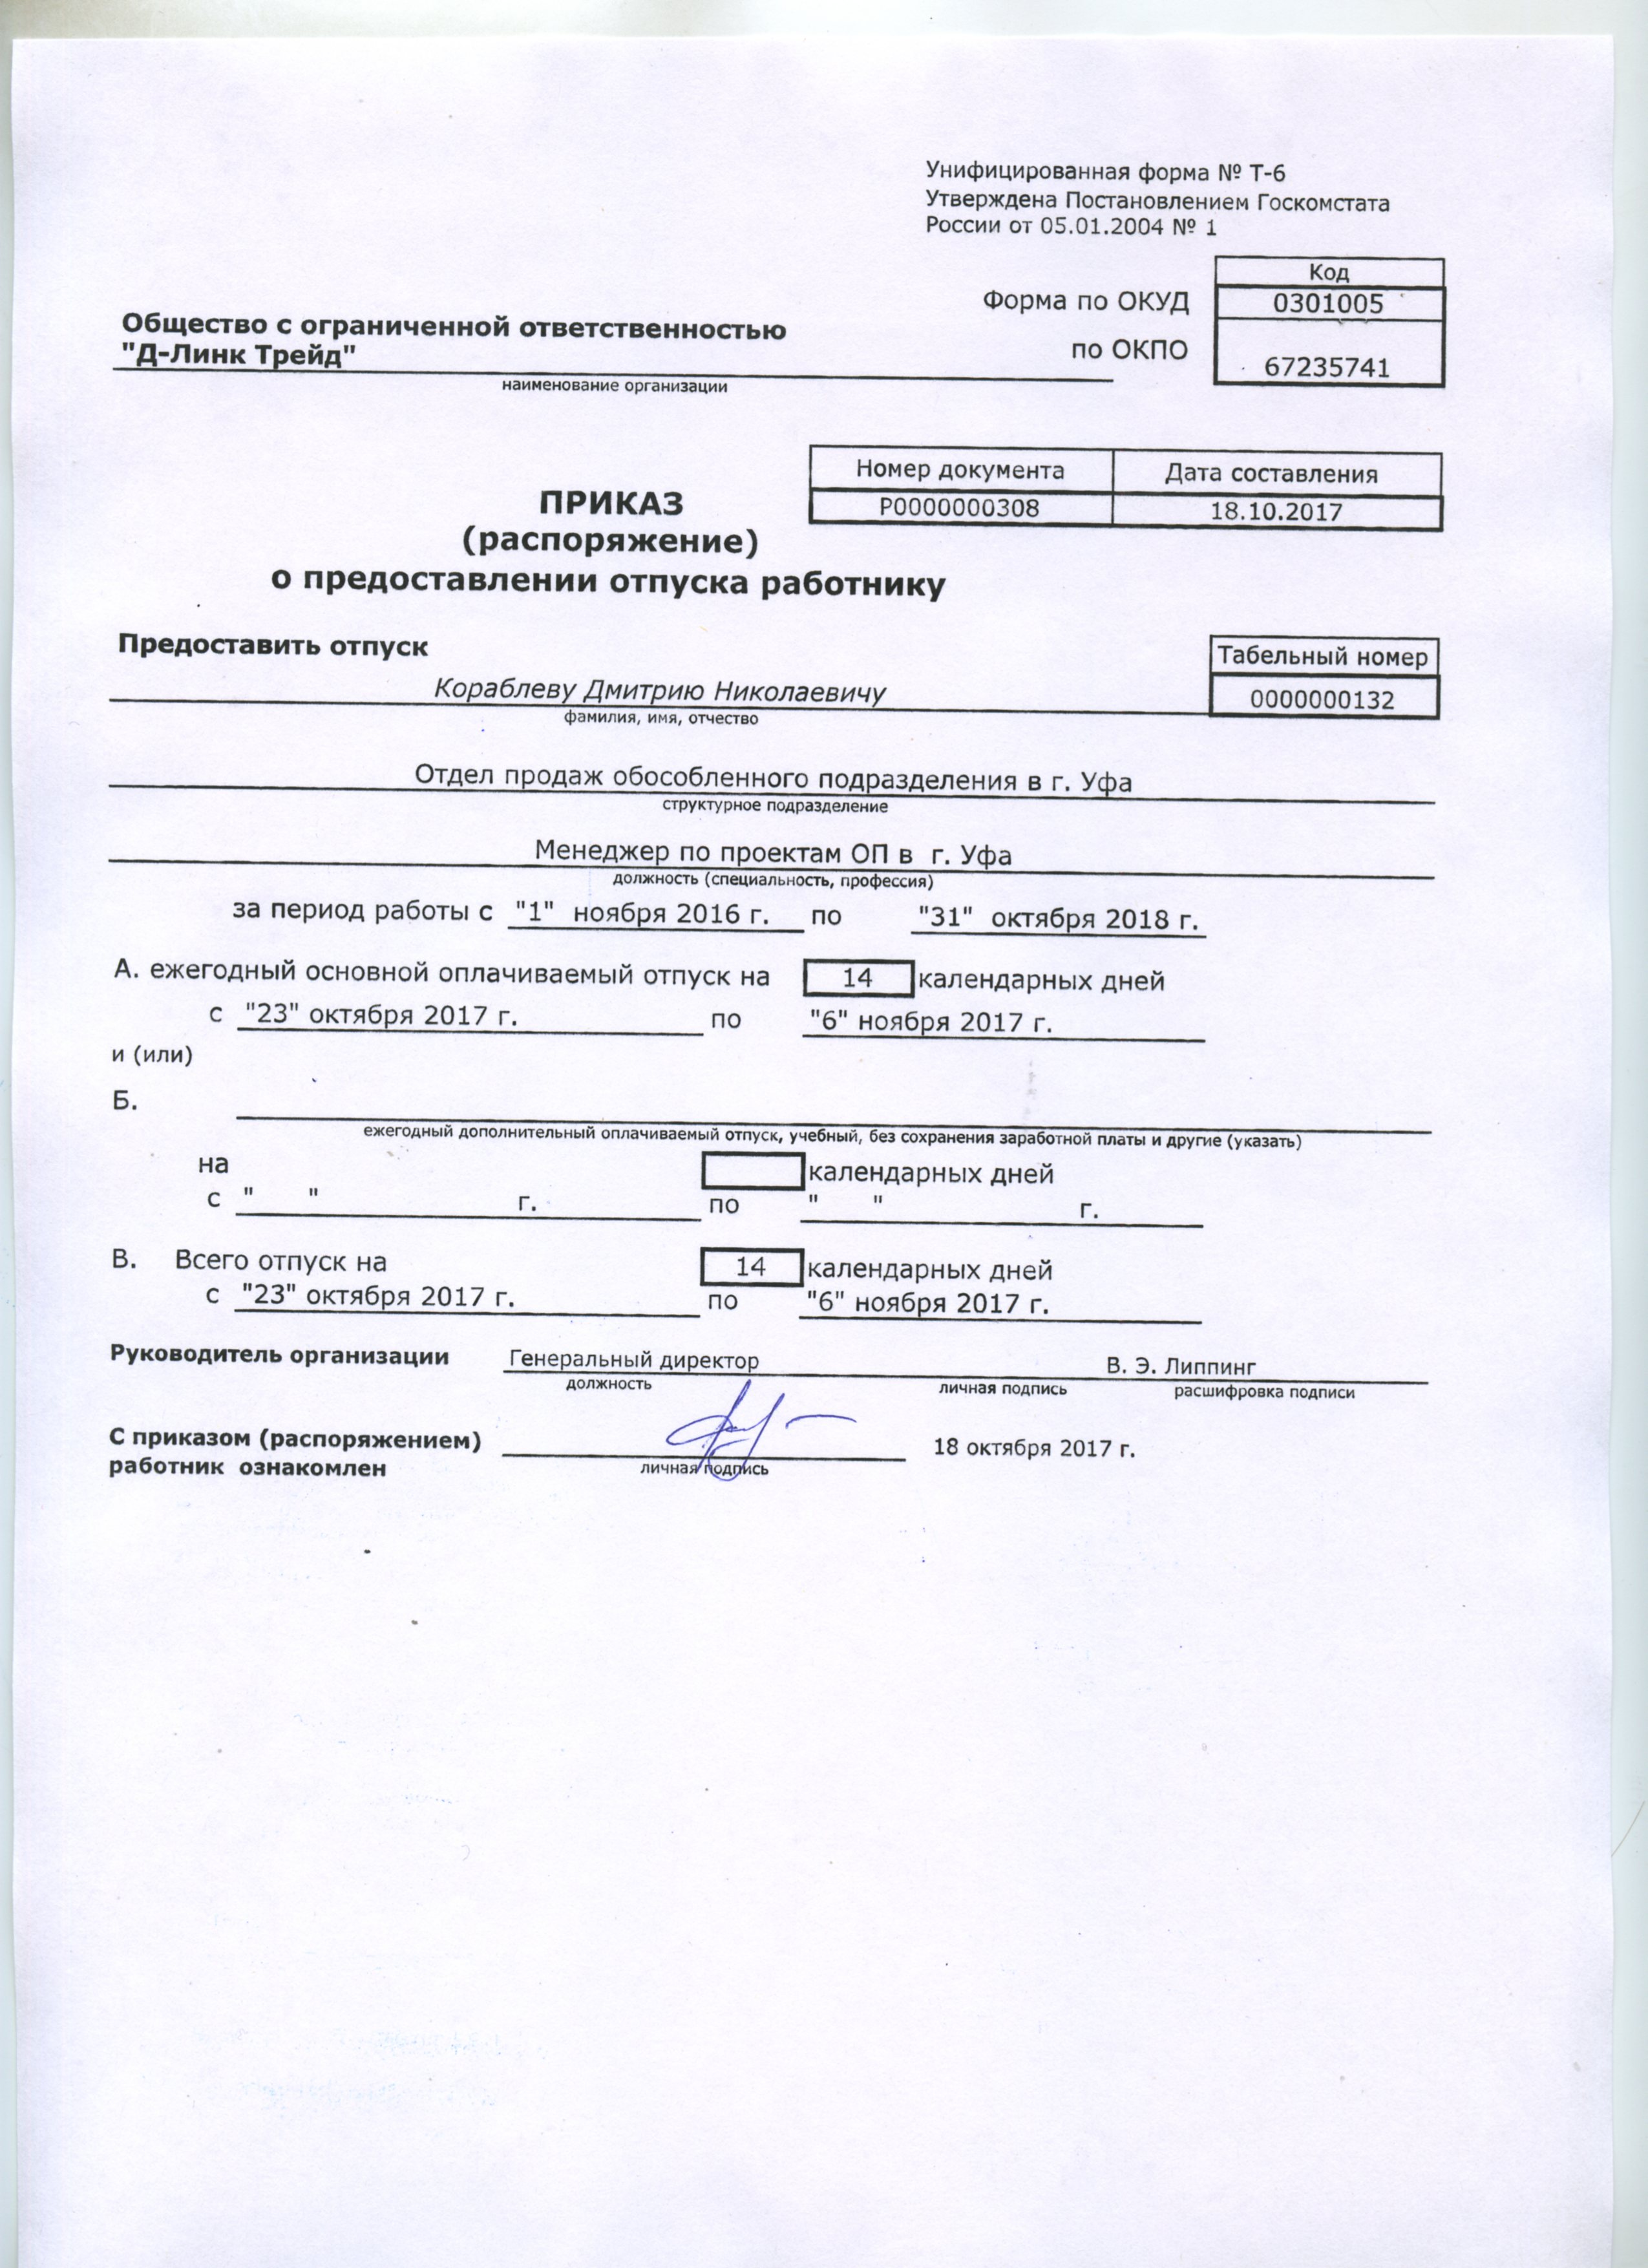 Унифицированная форма № Т-6
Утверждена Постановлением Госкомстата
России от 05.01.2004 № 1
Код
Форма по ОКУД 0301005
Общество с ограниченной ответственностью
"Д-Линк Трейд"
по ОКПО 67235741
наименование организации
Номер документа Дата составления
Р0000000308 18.10.2017
ПРИКАЗ
(распоряжение)
о предоставлении отпуска работнику
Предоставить отпуск
Табельный номер
Кораблеву Дмитрию Николаевичу 0000000132
фамилия, имя, отчество
Отдел продаж обособленного подразделения в г. Уфа
структурное подразделение
Менеджер по проектам ОП в г. Уфа
должность (специальность, профессия)
за период работы с "1" ноября 2016 г. по "31" октября 2018 г.
А. ежегодный основной оплачиваемый отпуск на 14 календарных дней
с "23" октября 2017 г. по "6" ноября 2017 г.
и (или)
Б.
ежегодный дополнительный оплачиваемый отпуск, учебный, без сохранения заработной платы и другие (указать)
на календарных дней
с " " г. по " " г.
В. Всего отпуск на 14 календарных дней
с "23" октября 2017 г. по "6" ноября 2017 г.
Руководитель организации Генеральный директор В. Э. Липпинг
должность личная подпись расшифровка подписи
С приказом (распоряжением)
работник ознакомлен
18 октября 2017 г.
личная подпись